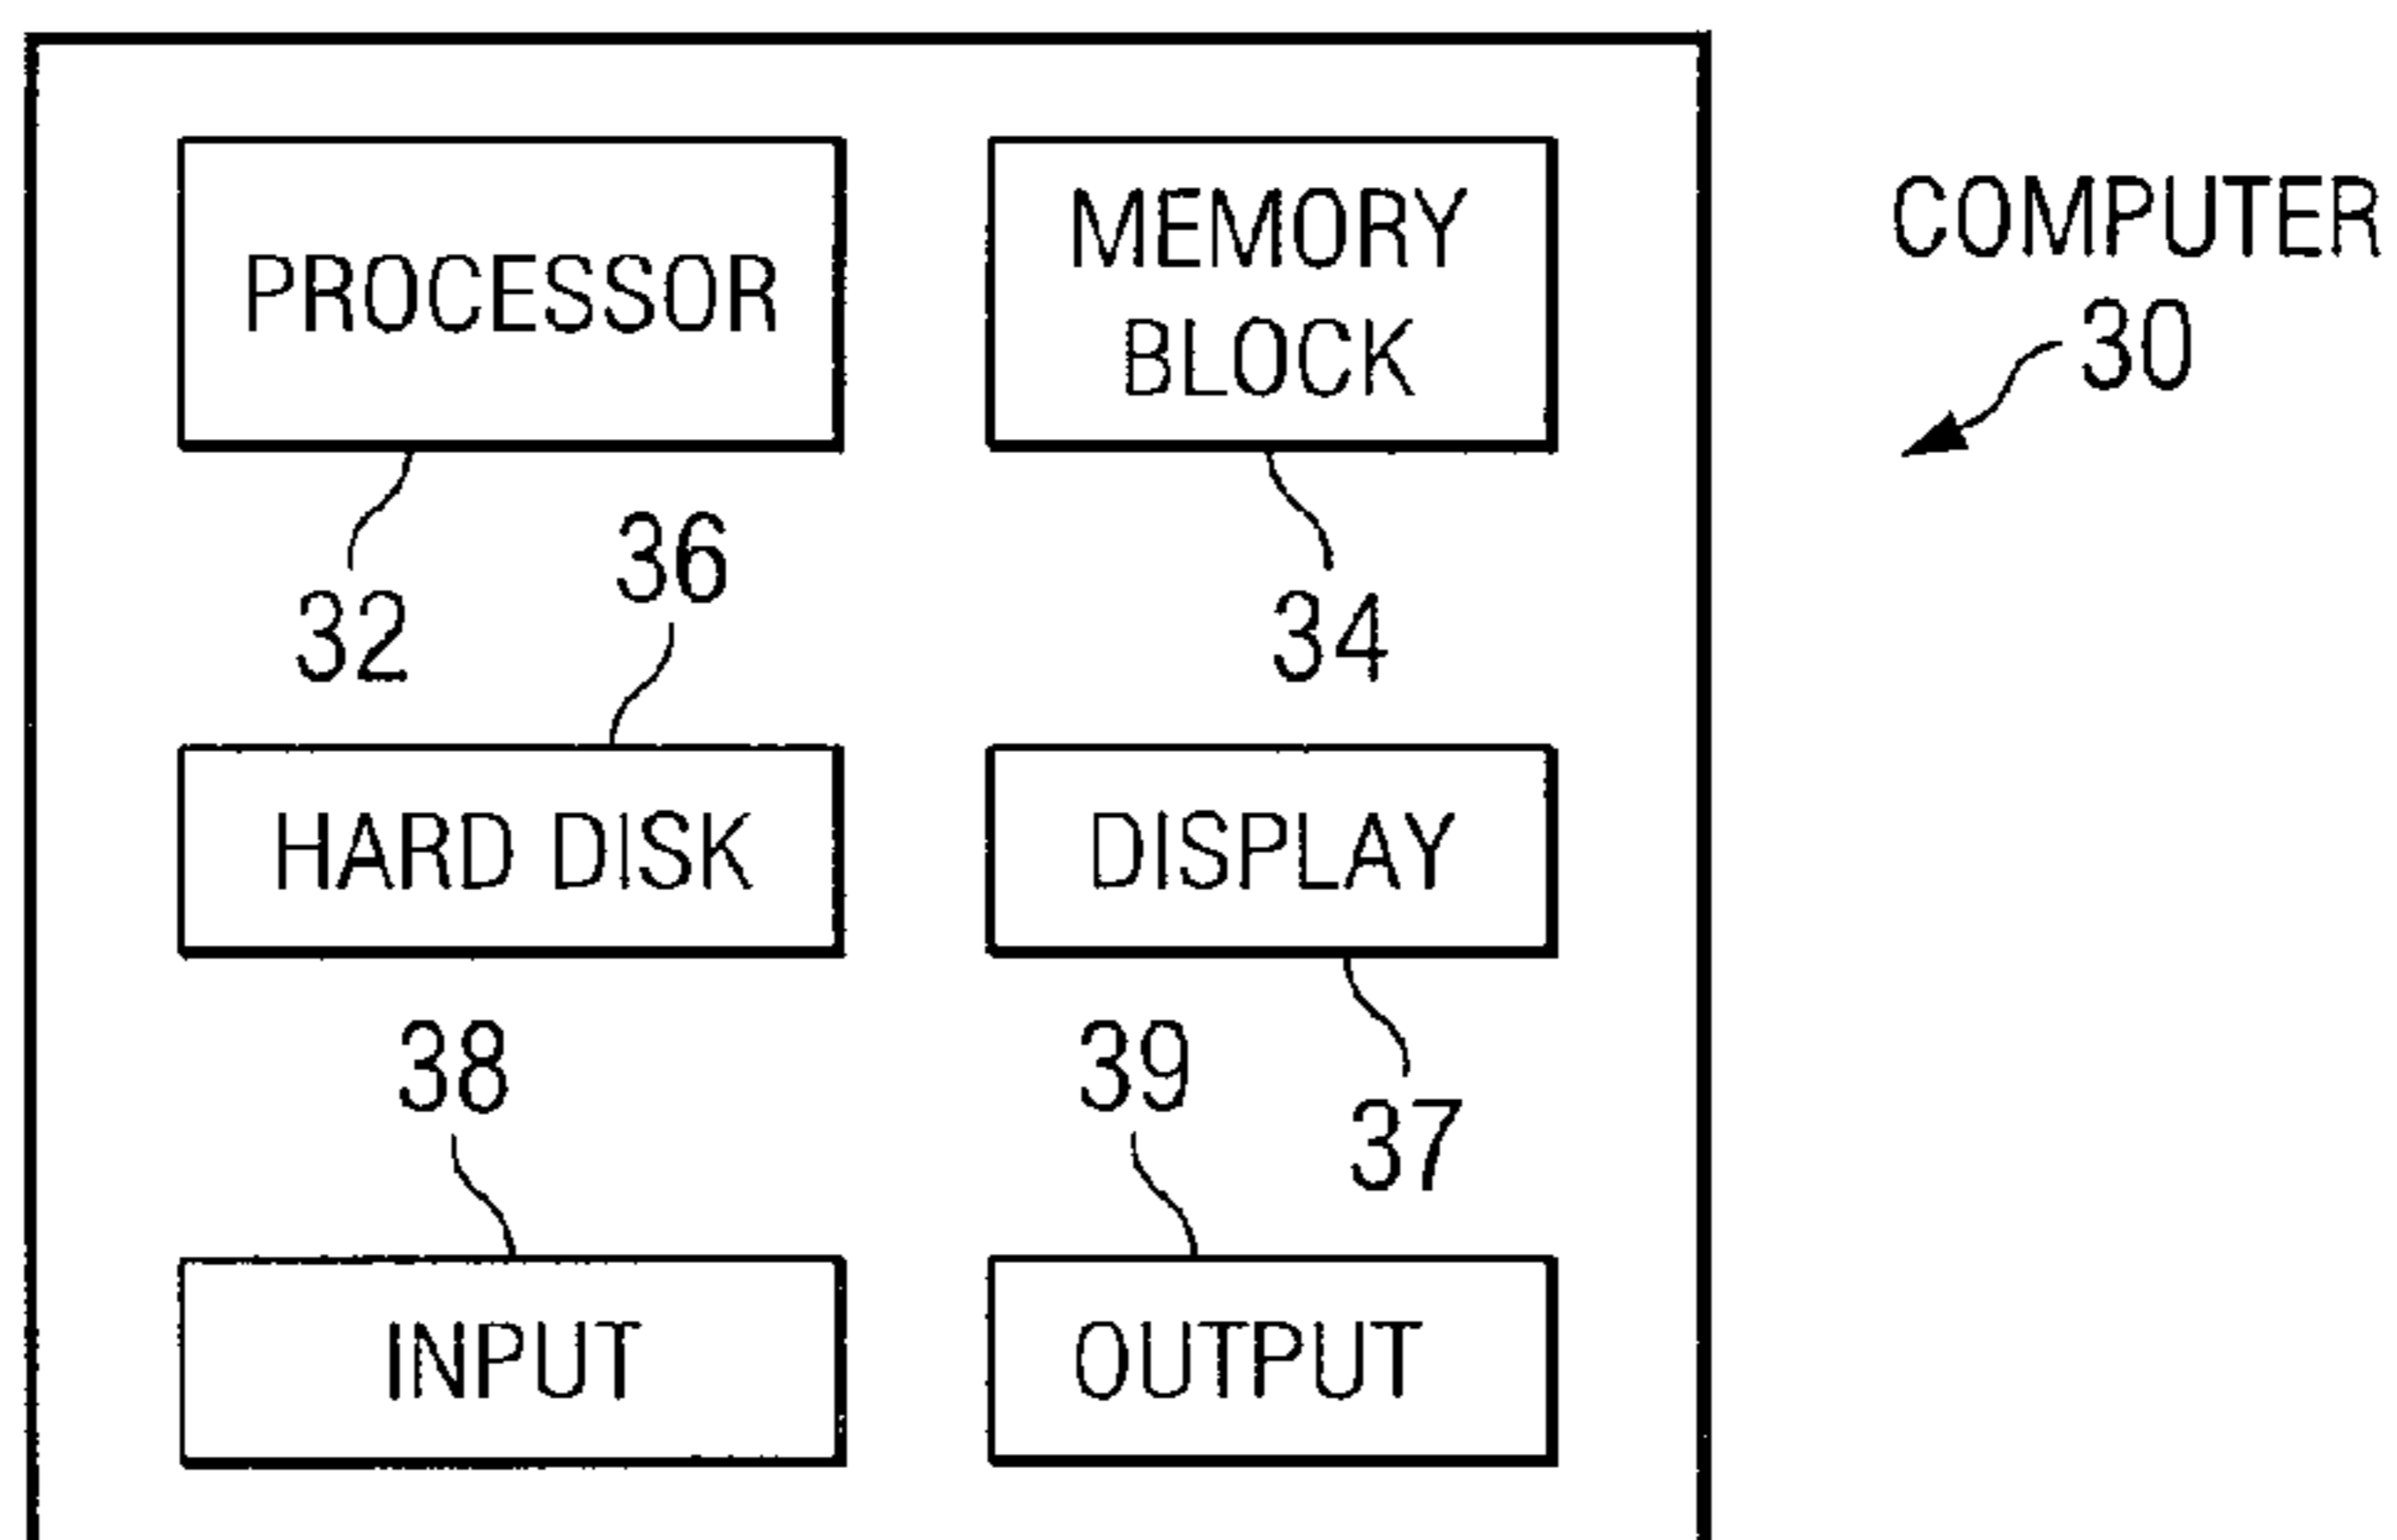 PROCESSOR
MEMORY
BLOCK
COMPUTER
30
32
36
34
HARD DISK
DISPLAY
38
39
37
INPUT
OUTPUT